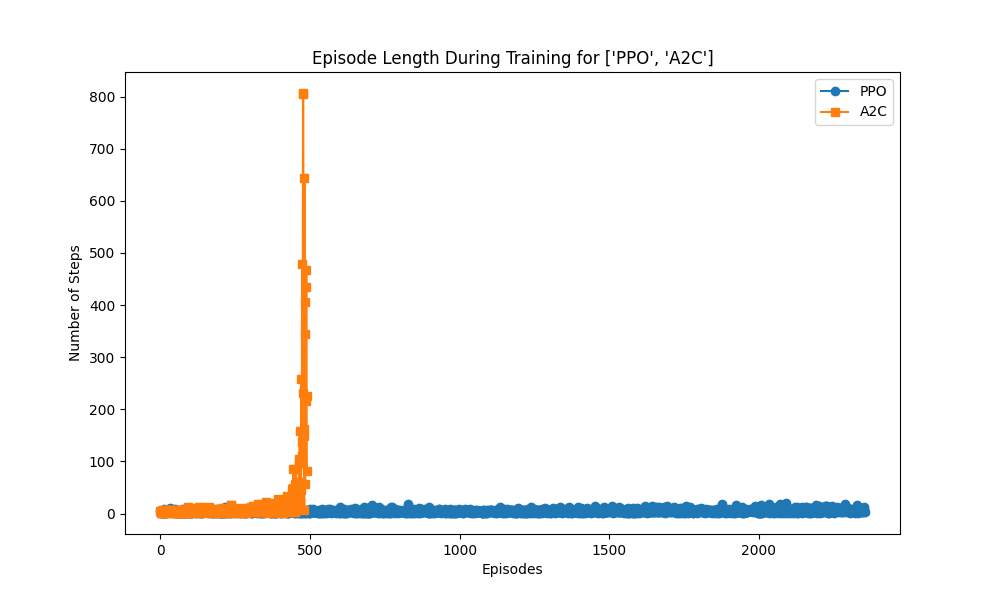 Episode Length During Training for ['PPO', 'A2C']
PPO
A2C
Number of Steps
800
700
600
500
400
300
200
100
0
0
500
1000
1500
2000
Episodes